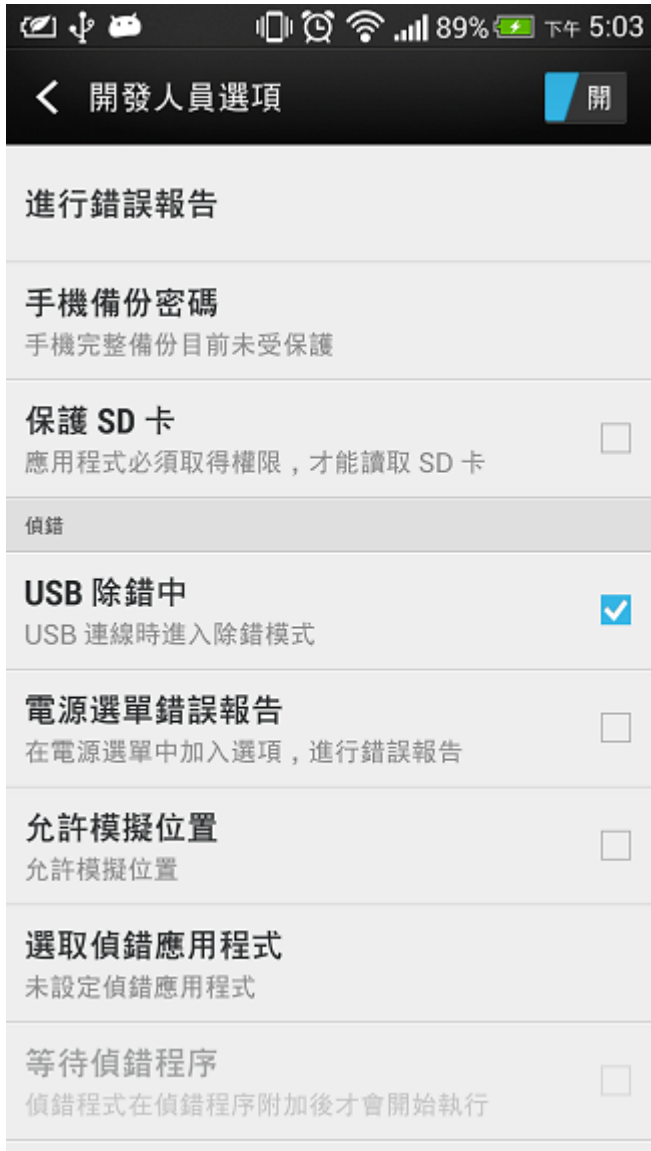 89% 下午 5:03
開發人員選項 開
進行錯誤報告
手機備份密碼
手機完整備份目前未受保護
保護 SD 卡
應用程式必須取得權限，才能讀取 SD 卡
偵錯
USB 除錯中
USB 連線時進入除錯模式
電源選單錯誤報告
在電源選單中加入選項，進行錯誤報告
允許模擬位置
允許模擬位置
選取偵錯應用程式
未設定偵錯應用程式
等待偵錯程序
偵錯程式在偵錯程序附加後才會開始執行